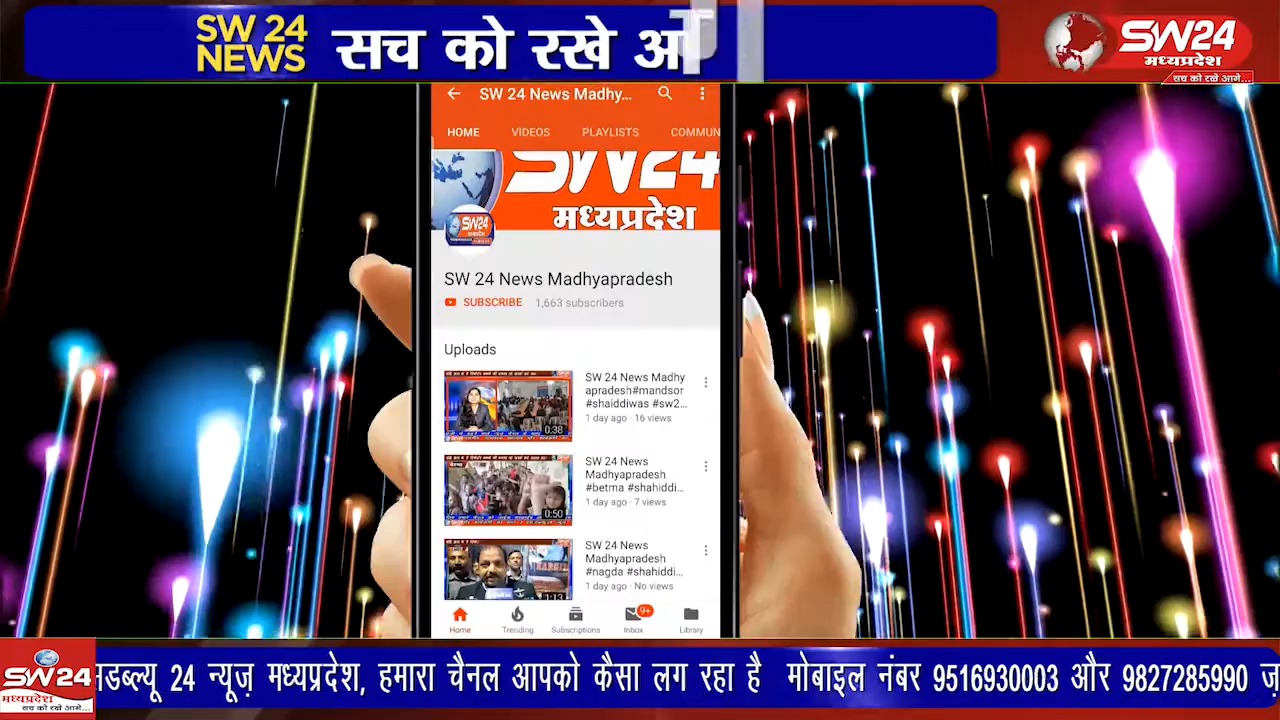 SW 24
NEWS
सच को रखे
SW24
मध्यप्रदेश
सच को रखे आगे...
SW 24 News Madhy...
HOME VIDEOS PLAYLISTS COMMUN
SW24
मध्यप्रदेश
SW24
SW 24 News Madhyapradesh
SUBSCRIBE 1,663 subscribers
Uploads
SW 24 News Madhy
apradesh#mandsor
#shaiddiwas #sw2...
1 day ago · 16 views
0:38
SW 24 News
Madhyapradesh
#betma #shahiddi...
1 day ago · 7 views
0:50
SW 24 News
Madhyapradesh
#nagda #shahiddi...
1 day ago · No views
1:13
9+
Home Trending Subscriptions Inbox Library
SW24
मध्यप्रदेश
सच को रखे आगे...
24 न्यूज़ मध्यप्रदेश, हमारा चैनल आपको कैसा लग रहा है मोबाइल नंबर 9516930003 और 9827285990